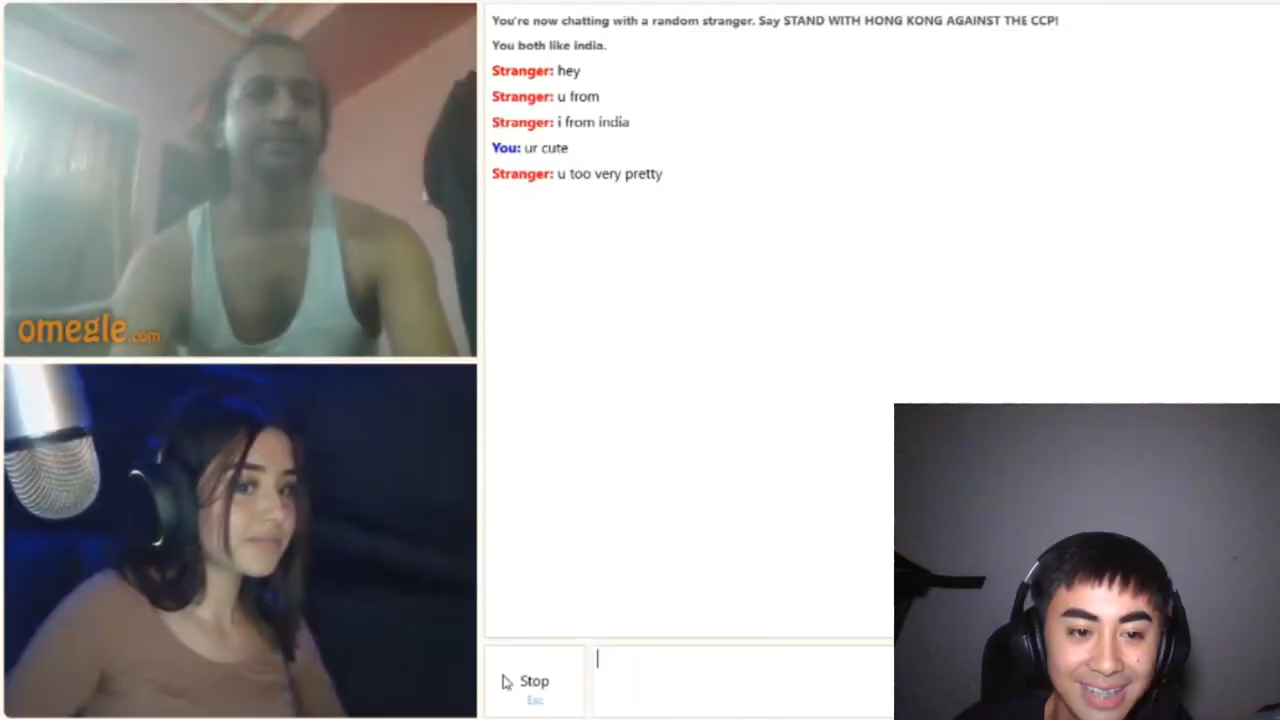 You're now chatting with a random stranger. Say STAND WITH HONG KONG AGAINST THE CCP!
You both like india.
Stranger: hey
Stranger: u from
Stranger: i from india
You: ur cute
Stranger: u too very pretty
omegle.com
Stop
Esc